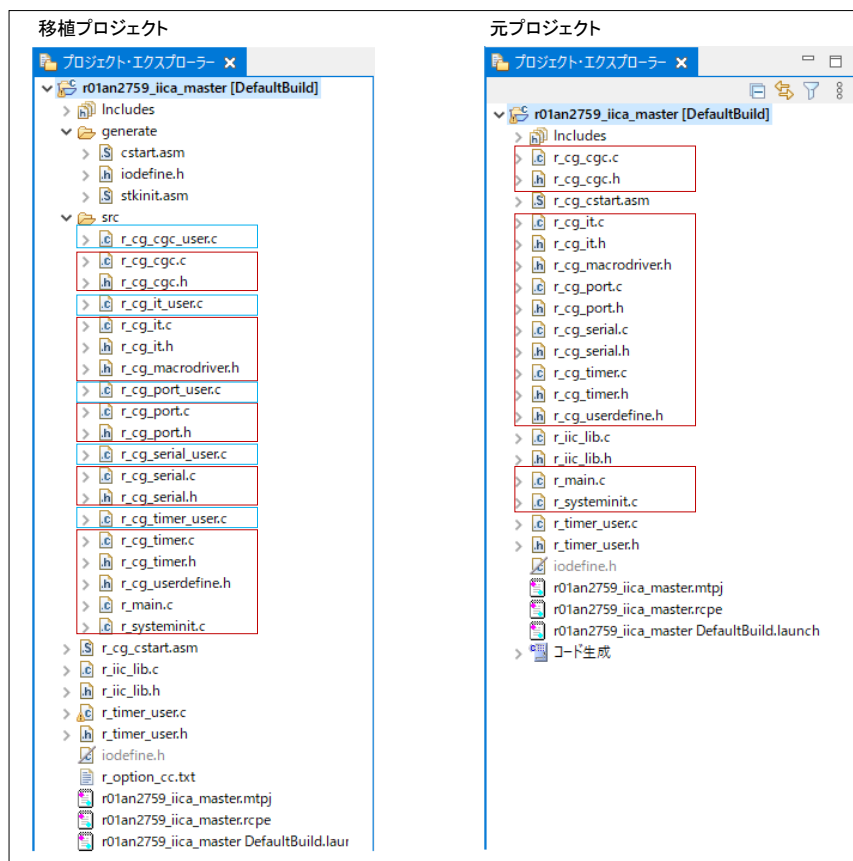 移植プロジェクト
プロジェクト・エクスプローラー
r01an2759_iica_master [DefaultBuild]
Includes
generate
cstart.asm
iodefine.h
stkinit.asm
src
r_cg_cgc_user.c
r_cg_cgc.c
r_cg_cgc.h
r_cg_it_user.c
r_cg_it.c
r_cg_it.h
r_cg_macrodriver.h
r_cg_port_user.c
r_cg_port.c
r_cg_port.h
r_cg_serial_user.c
r_cg_serial.c
r_cg_serial.h
r_cg_timer_user.c
r_cg_timer.c
r_cg_timer.h
r_cg_userdefine.h
r_main.c
r_systeminit.c
r_cg_cstart.asm
r_iic_lib.c
r_iic_lib.h
r_timer_user.c
r_timer_user.h
iodefine.h
r_option_cc.txt
r01an2759_iica_master.mtpj
r01an2759_iica_master.rcpe
r01an2759_iica_master DefaultBuild.laur
元プロジェクト
プロジェクト・エクスプローラー
r01an2759_iica_master [DefaultBuild]
Includes
r_cg_cgc.c
r_cg_cgc.h
r_cg_cstart.asm
r_cg_it.c
r_cg_it.h
r_cg_macrodriver.h
r_cg_port.c
r_cg_port.h
r_cg_serial.c
r_cg_serial.h
r_cg_timer.c
r_cg_timer.h
r_cg_userdefine.h
r_iic_lib.c
r_iic_lib.h
r_main.c
r_systeminit.c
r_timer_user.c
r_timer_user.h
iodefine.h
r01an2759_iica_master.mtpj
r01an2759_iica_master.rcpe
r01an2759_iica_master DefaultBuild.launch
コード生成